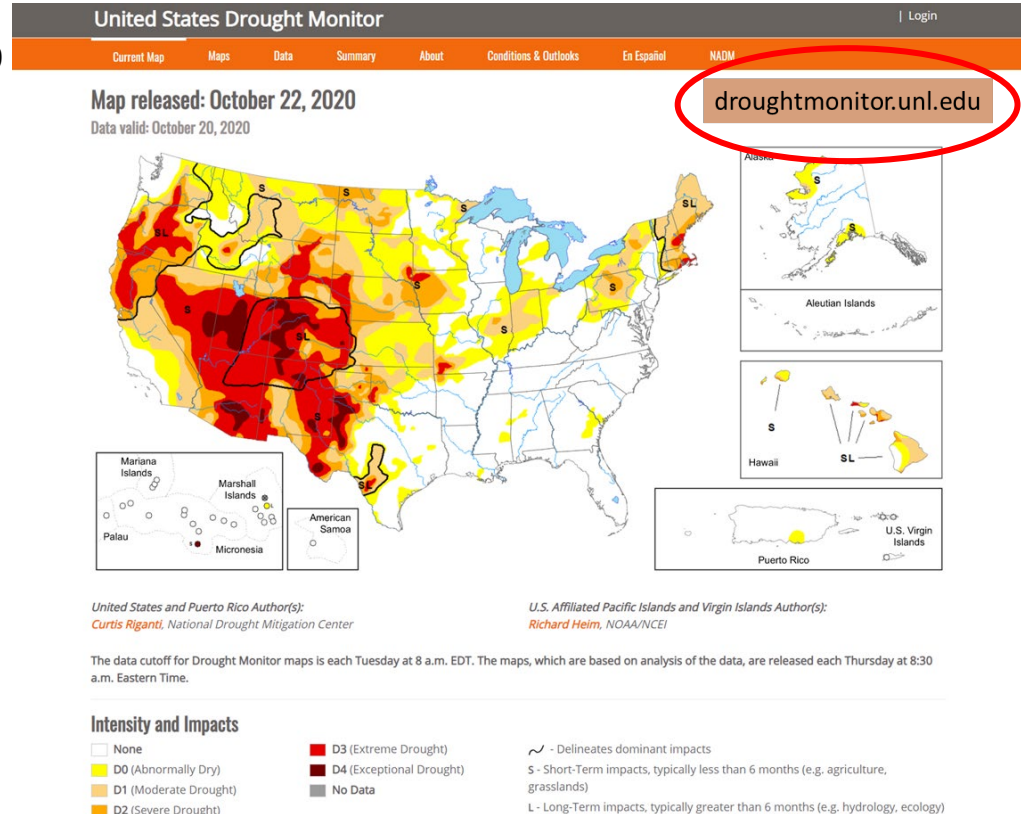 )
United States Drought Monitor
| Login
Current Map Maps Data Summary About Conditions & Outlooks En Español NADM
Map released: October 22, 2020
Data valid: October 20, 2020
droughtmonitor.unl.edu
Alaska
S
S
Aleutian Islands
S
S
S
SL
SL
S
S
S
S
SL
S
SL
S
SL
Hawaii
S
SL
Mariana
Islands
Marshall
Islands
L
Palau
S
Micronesia
American
Samoa
U.S. Virgin
Islands
Puerto Rico
United States and Puerto Rico Author(s):
Curtis Riganti, National Drought Mitigation Center
U.S. Affiliated Pacific Islands and Virgin Islands Author(s):
Richard Heim, NOAA/NCEI
The data cutoff for Drought Monitor maps is each Tuesday at 8 a.m. EDT. The maps, which are based on analysis of the data, are released each Thursday at 8:30
a.m. Eastern Time.
Intensity and Impacts
None
D0 (Abnormally Dry)
D1 (Moderate Drought)
D2 (Severe Drought)
D3 (Extreme Drought)
D4 (Exceptional Drought)
No Data
- Delineates dominant impacts
S - Short-Term impacts, typically less than 6 months (e.g. agriculture,
grasslands)
L - Long-Term impacts, typically greater than 6 months (e.g. hydrology, ecology)